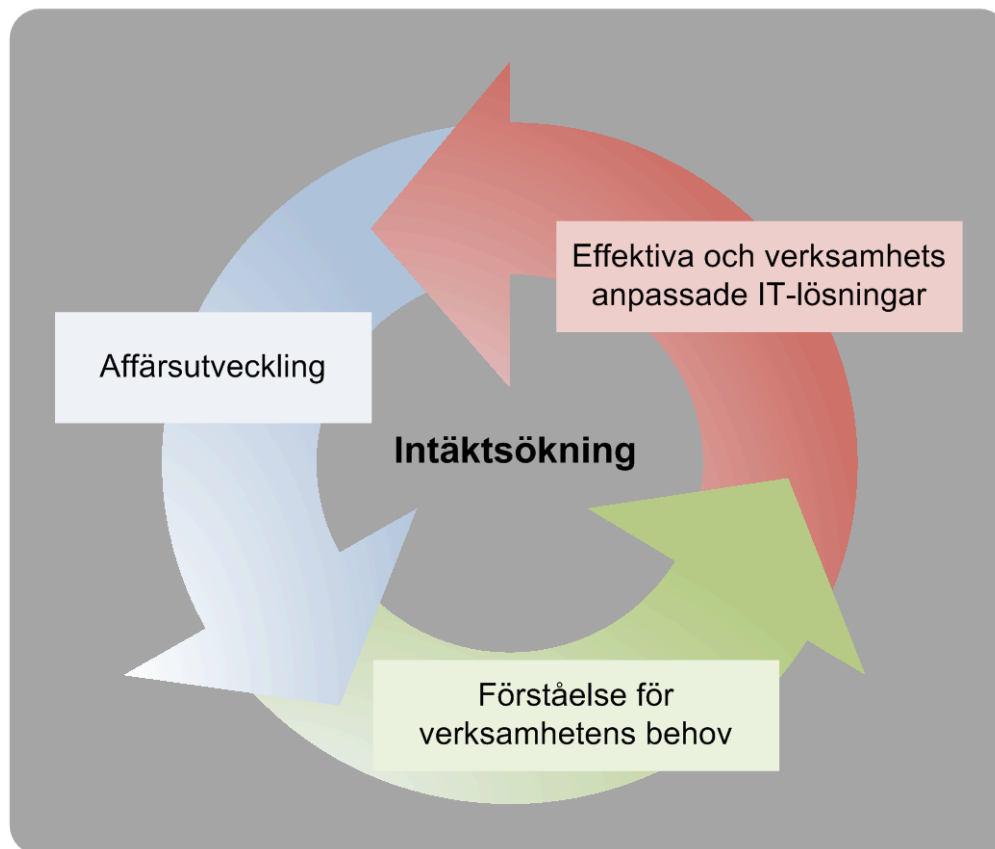 Effektiva och verksamhets
anpassade IT-lösningar
Affärsutveckling
Intäktsökning
Förståelse för
verksamhetens behov